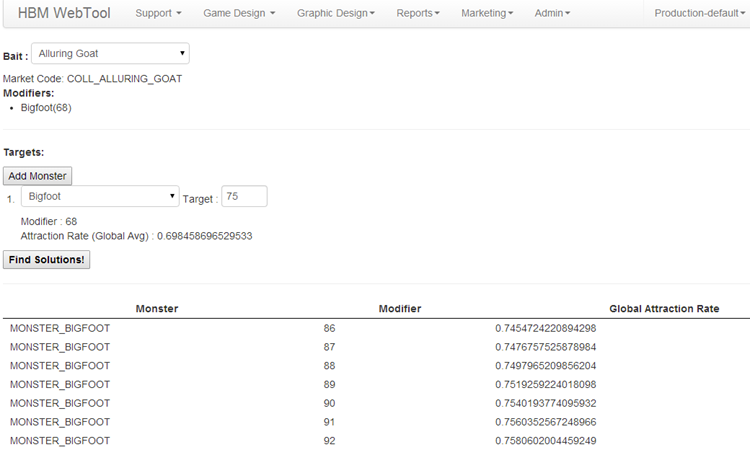 HBM WebTool Support Game Design Graphic Design Reports Marketing Admin Production-default
Bait : Alluring Goat
Market Code: COLL_ALLURING_GOAT
Modifiers:
• Bigfoot(68)
Targets:
Add Monster
1. Bigfoot Target : 75
Modifier : 68
Attraction Rate (Global Avg) : 0.698458696529533
Find Solutions!
Monster Modifier Global Attraction Rate
MONSTER_BIGFOOT 86 0.7454724220894298
MONSTER_BIGFOOT 87 0.7476757525878984
MONSTER_BIGFOOT 88 0.7497965209856204
MONSTER_BIGFOOT 89 0.7519259224018098
MONSTER_BIGFOOT 90 0.7540193774095932
MONSTER_BIGFOOT 91 0.7560352567248966
MONSTER_BIGFOOT 92 0.7580602004459249